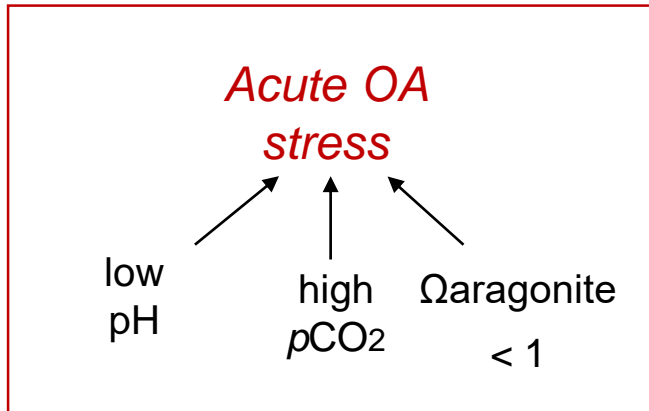 Acute OA
stress
low
pH
high
pCO2
Ωaragonite
< 1